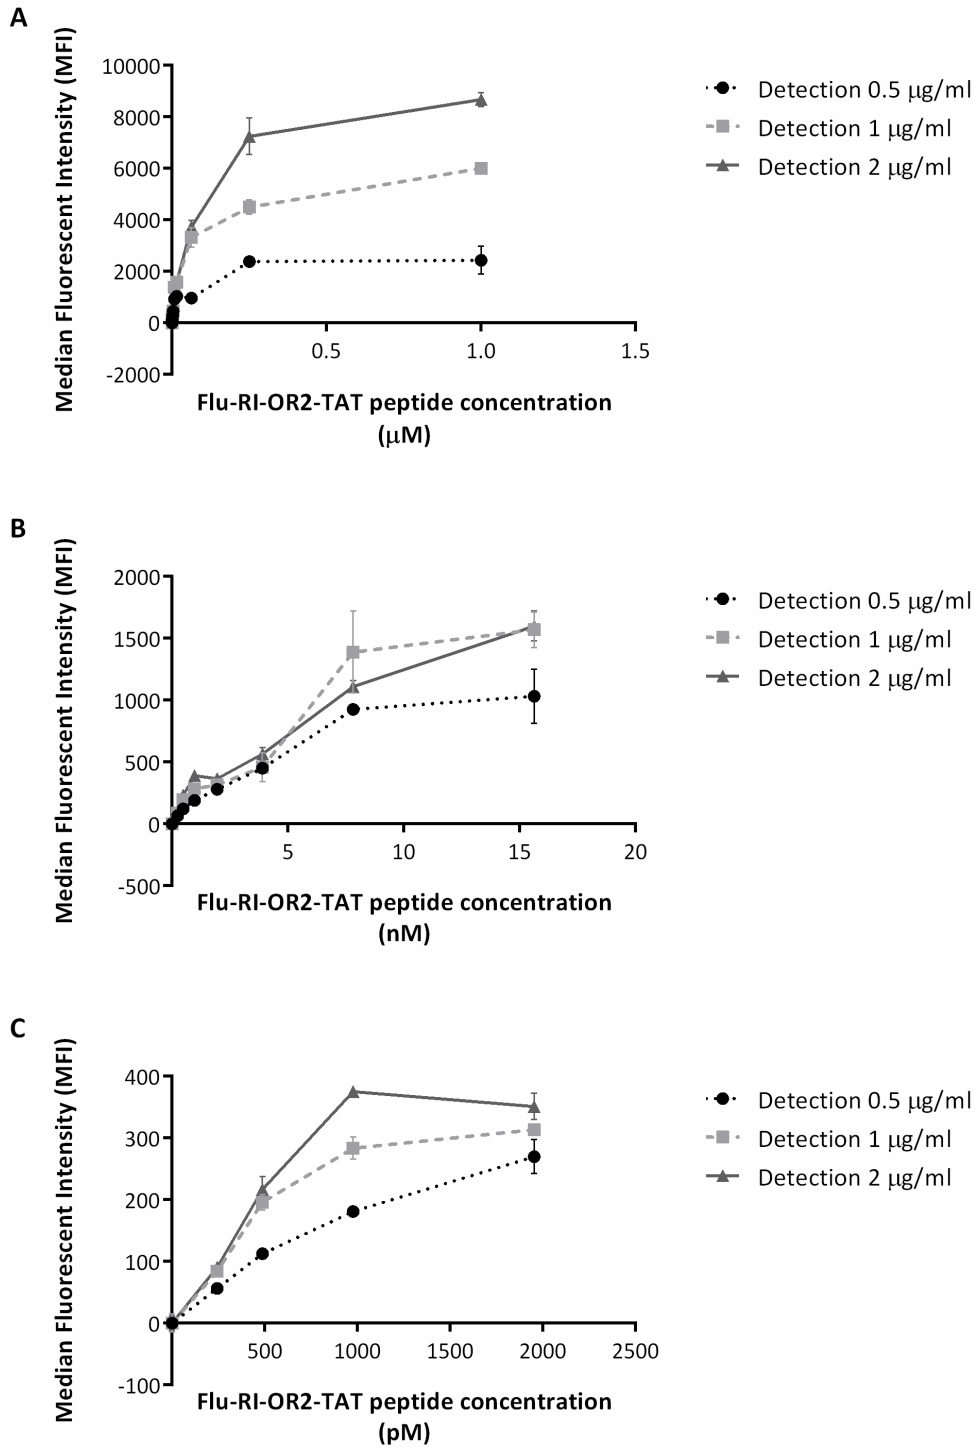 A
Median Fluorescent Intensity (MFI)
10000
8000
6000
4000
2000
0
-2000
0.5
1.0
1.5
Flu-RI-OR2-TAT peptide concentration
(μM)
Detection 0.5 μg/ml
Detection 1 μg/ml
Detection 2 μg/ml
B
Median Fluorescent Intensity (MFI)
2000
1500
1000
500
0
-500
5
10
15
20
Flu-RI-OR2-TAT peptide concentration
(nM)
Detection 0.5 μg/ml
Detection 1 μg/ml
Detection 2 μg/ml
C
Median Fluorescent Intensity (MFI)
400
300
200
100
0
-100
500
1000
1500
2000
2500
Flu-RI-OR2-TAT peptide concentration
(pM)
Detection 0.5 μg/ml
Detection 1 μg/ml
Detection 2 μg/ml